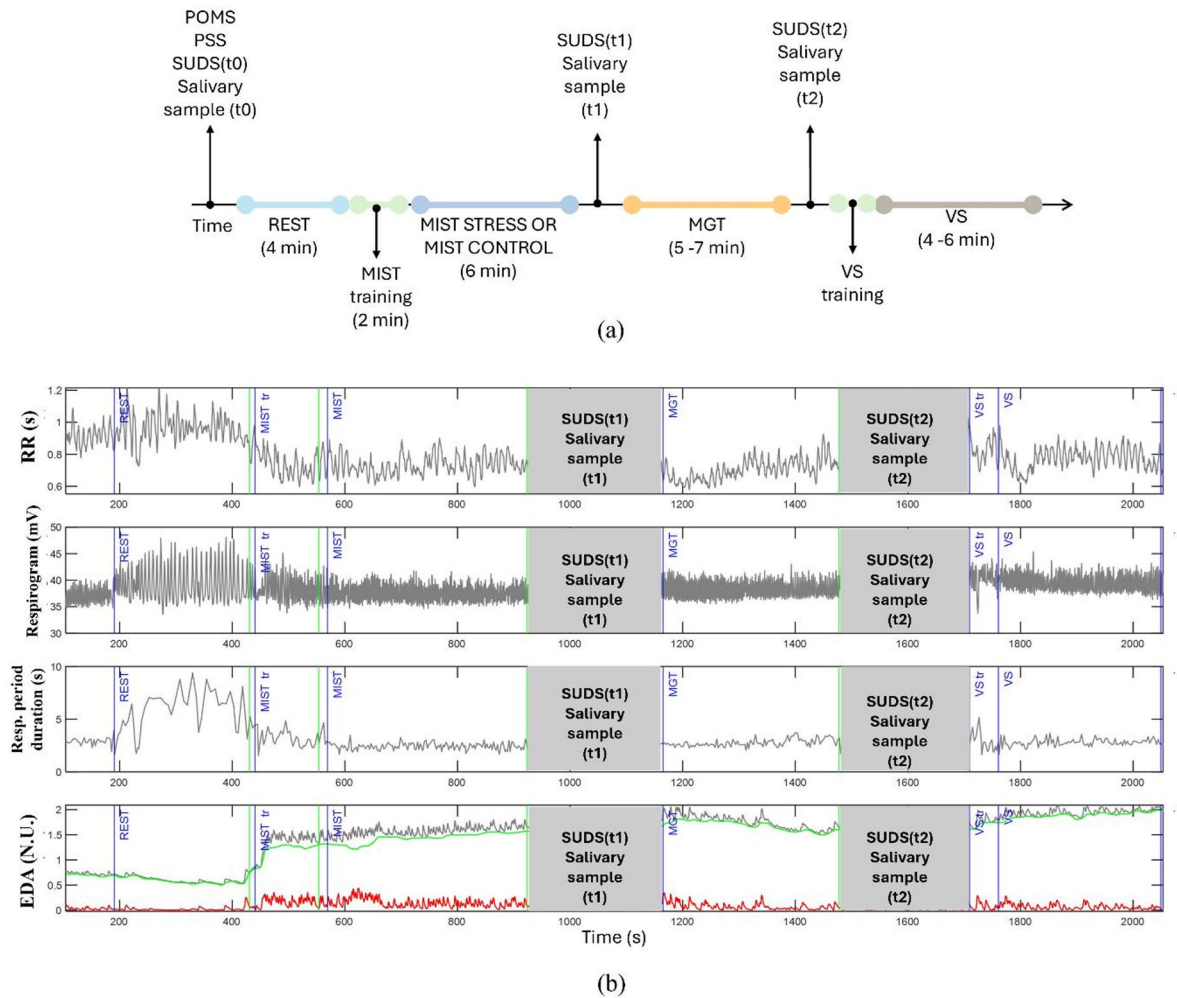 POMS
PSS
SUDS(t0)
Salivary
sample (t0)
SUDS(t1)
Salivary
sample
(t1)
SUDS(t2)
Salivary
sample
(t2)
Time
REST
(4 min)
MIST STRESS OR
MIST CONTROL
(6 min)
MGT
(5 -7 min)
VS
(4 -6 min)
MIST
training
(2 min)
VS
training
(a)
RR (s)
1.2
1
0.8
0.6
REST
MIST tr
MIST
SUDS(t1)
Salivary
sample
(t1)
MGT
SUDS(t2)
Salivary
sample
(t2)
VS tr
VS
200 400 600 800 1000 1200 1400 1600 1800 2000
Respirogram (mV)
50
45
40
35
30
REST
MIST tr
MIST
SUDS(t1)
Salivary
sample
(t1)
MGT
SUDS(t2)
Salivary
sample
(t2)
VS tr
VS
200 400 600 800 1000 1200 1400 1600 1800 2000
Resp. period
duration (s)
10
5
0
REST
MIST tr
MIST
SUDS(t1)
Salivary
sample
(t1)
MGT
SUDS(t2)
Salivary
sample
(t2)
VS tr
VS
200 400 600 800 1000 1200 1400 1600 1800 2000
EDA (N.U.)
2
1.5
1
0.5
0
REST
MIST tr
MIST
SUDS(t1)
Salivary
sample
(t1)
MGT
SUDS(t2)
Salivary
sample
(t2)
VS tr
VS
200 400 600 800 1000 1200 1400 1600 1800 2000
Time (s)
(b)